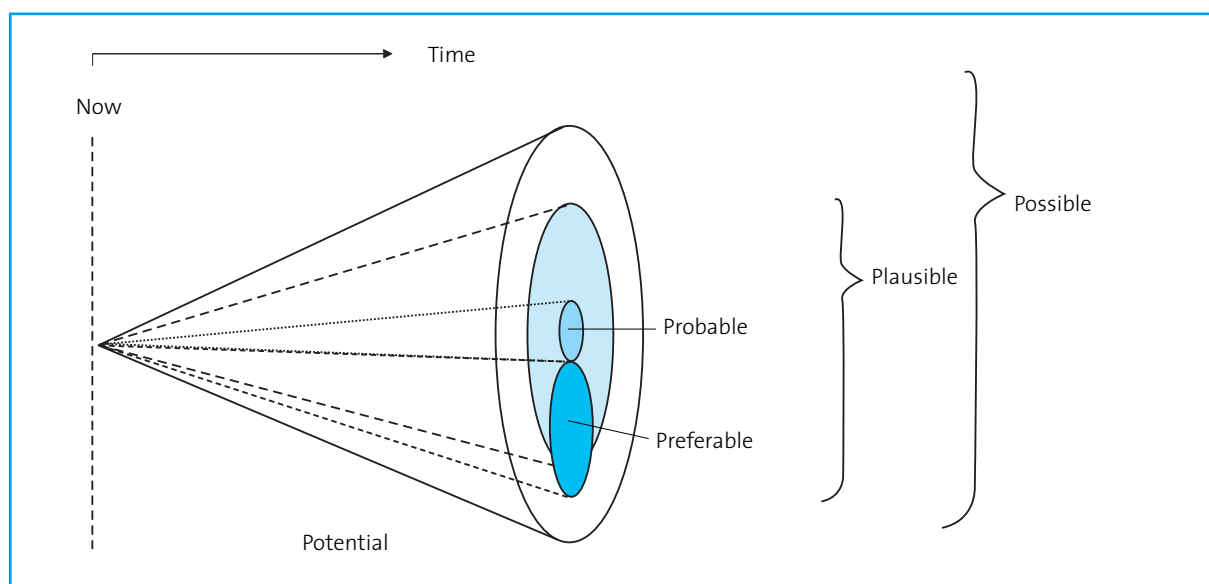 Time
Now
Possible
Plausible
Probable
Preferable
Potential